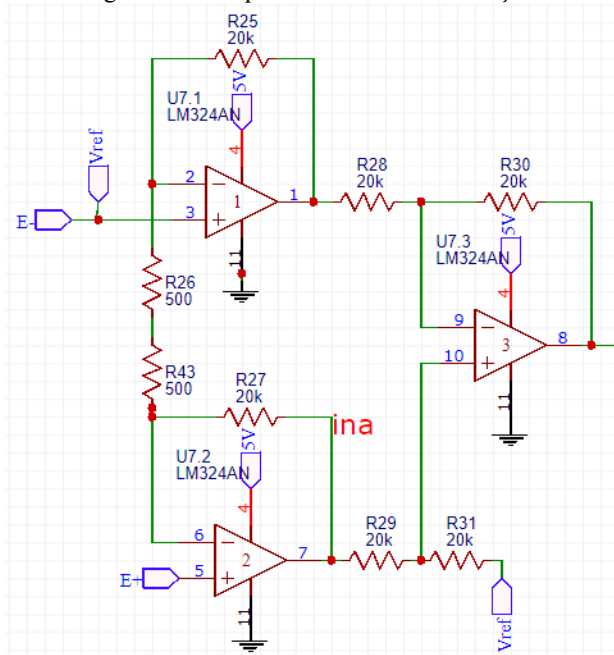 R25
20k
U7.1
LM324AN
5V
4
Vref
2
1
1
E-
3
11
R28
20k
R30
20k
U7.3
LM324AN
5V
4
R26
500
9
3
8
10
R43
500
R27
20k
ina
11
U7.2
LM324AN
5V
4
6
2
7
E+
5
11
R29
20k
R31
20k
Vref